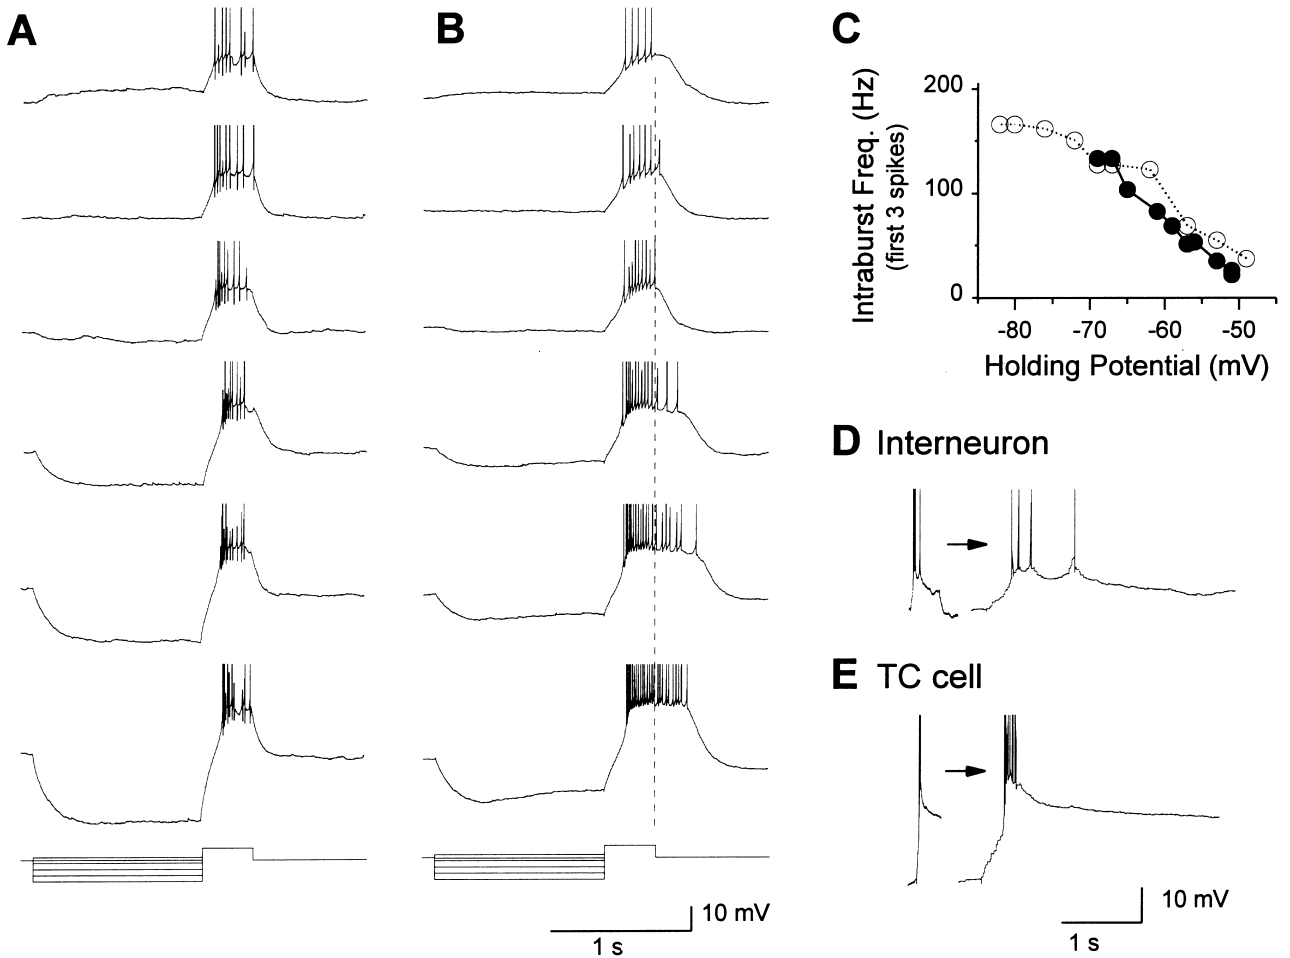 A
B
C
Intraburst Freq. (Hz)
(first 3 spikes)
200
100
0
-80 -70 -60 -50
Holding Potential (mV)
D Interneuron
E TC cell
10 mV
1 s
10 mV
1 s